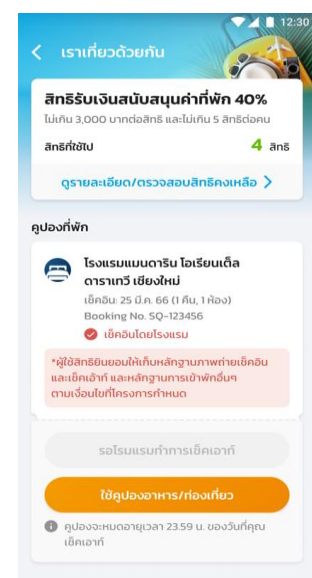 12:30
เราเที่ยวด้วยกัน
สิทธิรับเงินสนับสนุนค่าที่พัก 40%
ไม่เกิน 3,000 บาทต่อสิทธิ และไม่เกิน 5 สิทธิต่อคน
สิทธิที่ใช้ไป 4 สิทธิ
ดูรายละเอียด/ตรวจสอบสิทธิคงเหลือ
คูปองที่พัก
โรงแรมแมนดาริน โอเรียนเต็ล
ดาราเทวี เชียงใหม่
เช็คอิน: 25 มี.ค. 66 (1 คืน, 1 ห้อง)
Booking No. SQ-123456
เช็คอินโดยโรงแรม
*ผู้ใช้สิทธิยินยอมให้เก็บหลักฐานภาพถ่ายเช็คอิน
และเช็คเอ้าท์ และหลักฐานการเข้าพักอื่นๆ
ตามเงื่อนไขที่โครงการกำหนด
รอโรงแรมทำการเช็คเอาท์
ใช้คูปองอาหาร/ท่องเที่ยว
คูปองจะหมดอายุเวลา 23.59 น. ของวันที่คุณ
เช็คเอาท์